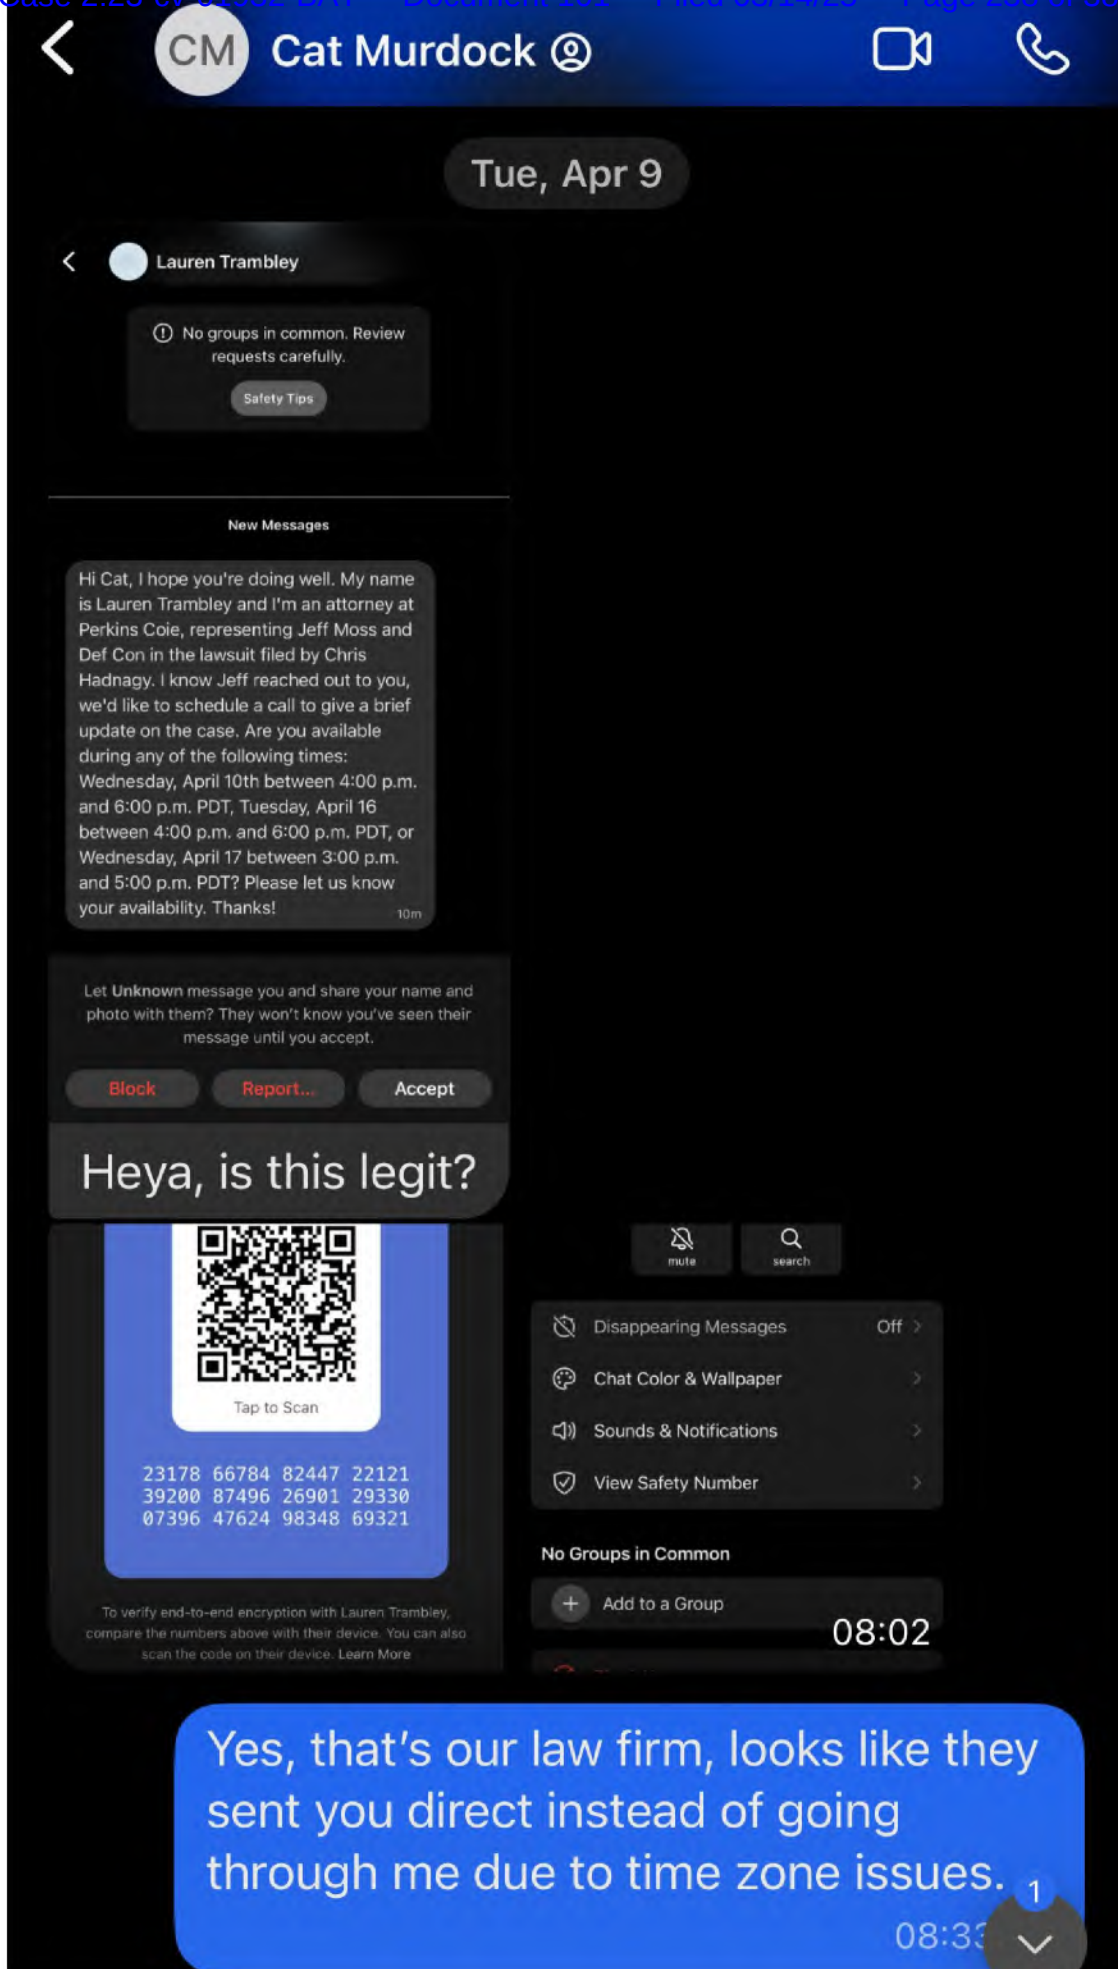 CM Cat Murdock
Tue, Apr 9
Lauren Trambley
No groups in common. Review
requests carefully.
Safety Tips
New Messages
Hi Cat, I hope you're doing well. My name
is Lauren Trambley and I'm an attorney at
Perkins Coie, representing Jeff Moss and
Def Con in the lawsuit filed by Chris
Hadnagy. I know Jeff reached out to you,
we'd like to schedule a call to give a brief
update on the case. Are you available
during any of the following times:
Wednesday, April 10th between 4:00 p.m.
and 6:00 p.m. PDT, Tuesday, April 16
between 4:00 p.m. and 6:00 p.m. PDT, or
Wednesday, April 17 between 3:00 p.m.
and 5:00 p.m. PDT? Please let us know
your availability. Thanks!
10m
Let Unknown message you and share your name and
photo with them? They won't know you've seen their
message until you accept.
Block Report... Accept
Heya, is this legit?
Tap to Scan
23178 66784 82447 22121
39200 87496 26901 29330
07396 47624 98348 69321
To verify end-to-end encryption with Lauren Trambley,
compare the numbers above with their device. You can also
scan the code on their device. Learn More
mute search
Disappearing Messages Off
Chat Color & Wallpaper
Sounds & Notifications
View Safety Number
No Groups in Common
Add to a Group
08:02
Yes, that's our law firm, looks like they
sent you direct instead of going
through me due to time zone issues.
1
08:33